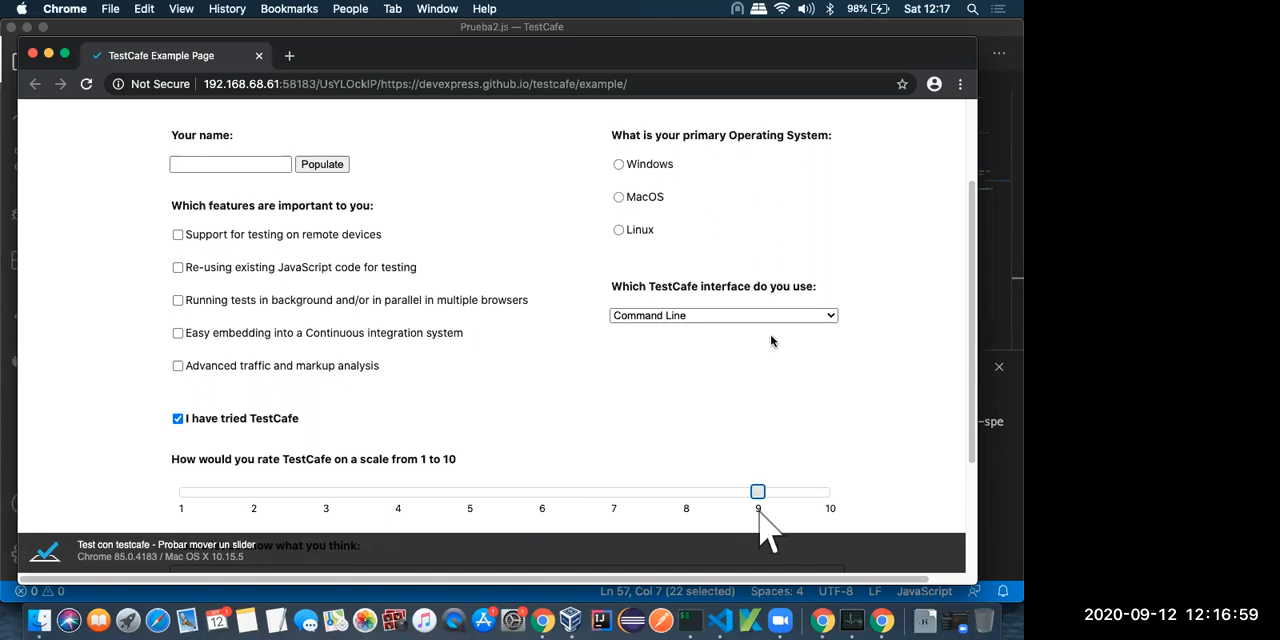 Chrome File Edit View History Bookmarks People Tab Window Help 98% Sat 12:17
Prueba2.js — TestCafe
TestCafe Example Page
Not Secure 192.168.68.61:58183/UsYLOckIP/https://devexpress.github.io/testcafe/example/
Your name:
Populate
Which features are important to you:
Support for testing on remote devices
Re-using existing JavaScript code for testing
Running tests in background and/or in parallel in multiple browsers
Easy embedding into a Continuous integration system
Advanced traffic and markup analysis
I have tried TestCafe
What is your primary Operating System:
Windows
MacOS
Linux
Which TestCafe interface do you use:
Command Line
-spe
How would you rate TestCafe on a scale from 1 to 10
1 2 3 4 5 6 7 8 9 10
Test con testcafe - Probar mover un slider
now what you think:
Chrome 85.0.4183 / Mac OS X 10.15.5
0 0 Ln 57, Col 7 (22 selected) Spaces: 4 UTF-8 LF JavaScript
2020-09-12 12:16:59